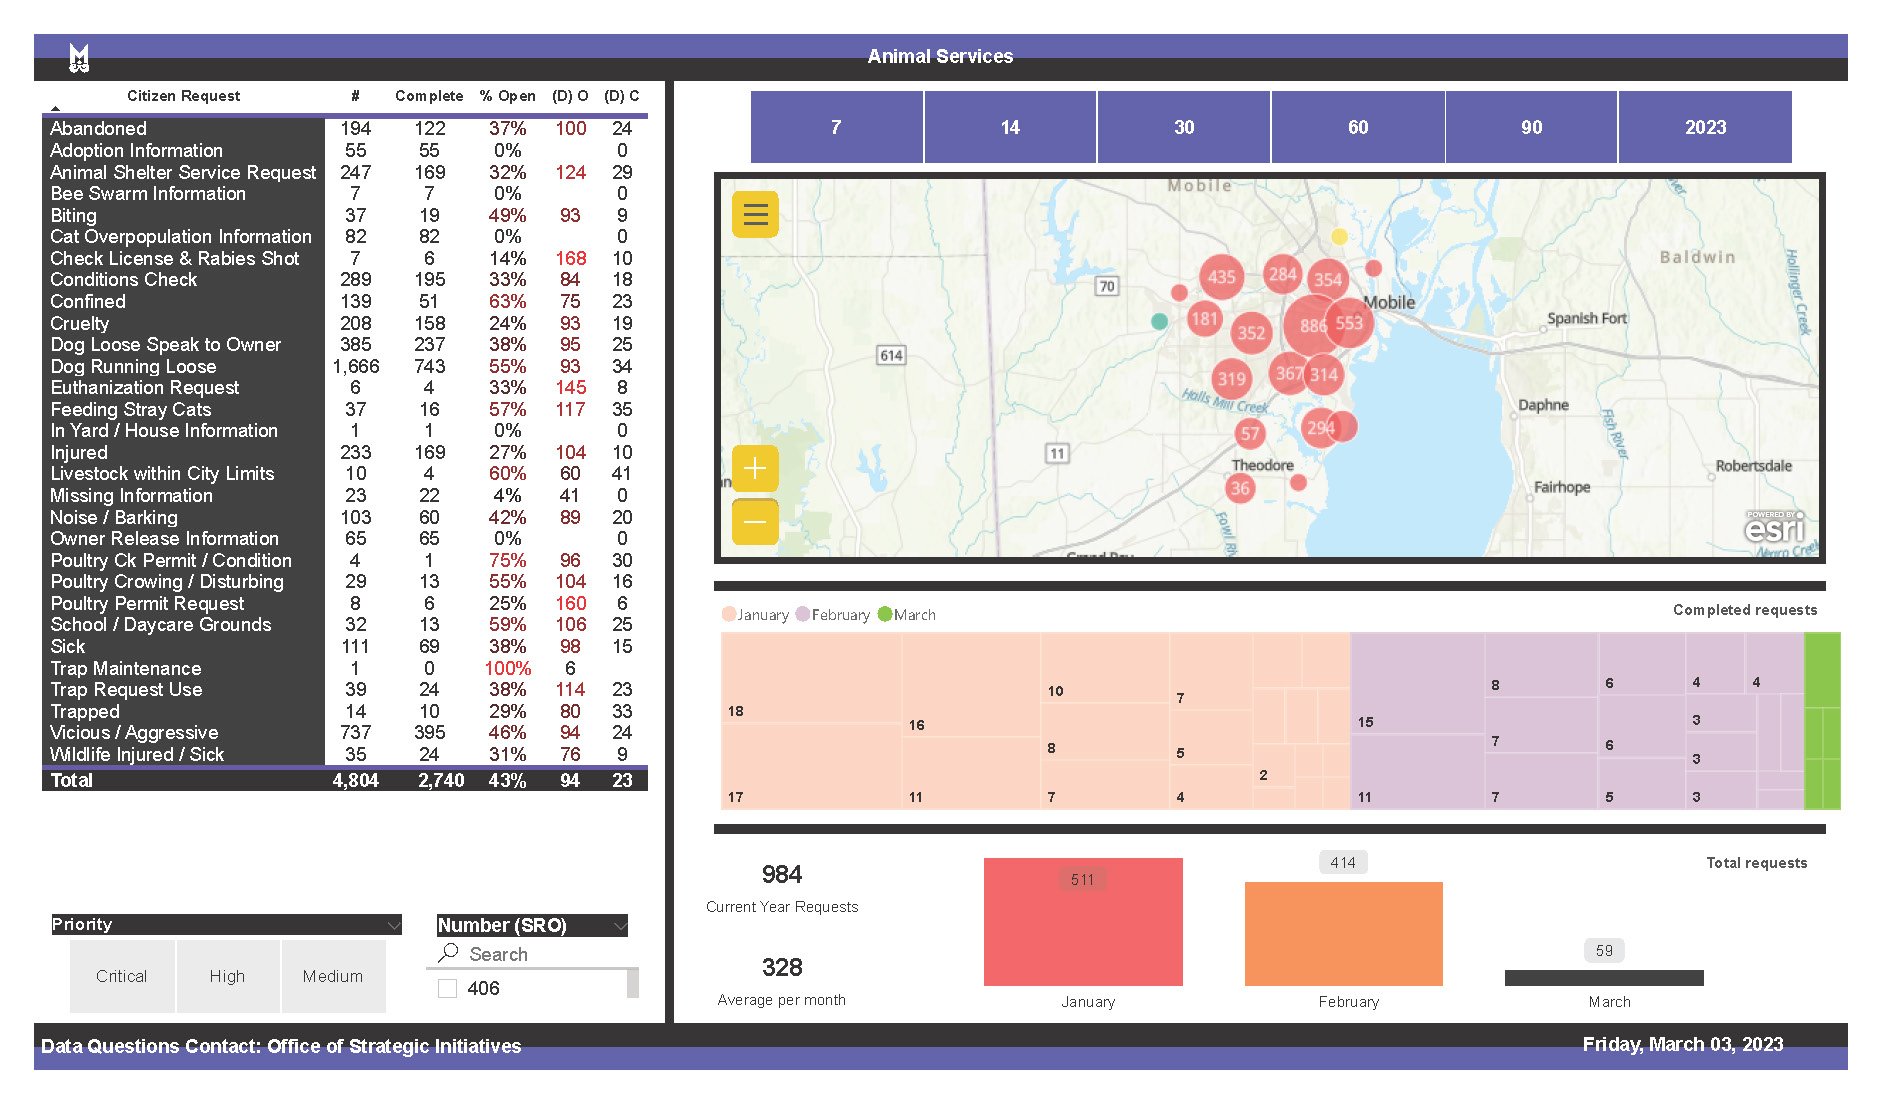 Animal Services
Citizen Request # Complete % Open (D) O (D) C
Abandoned 194 122 37% 100 24
Adoption Information 55 55 0% 0
Animal Shelter Service Request 247 169 32% 124 29
Bee Swarm Information 7 7 0% 0
Biting 37 19 49% 93 9
Cat Overpopulation Information 82 82 0% 0
Check License & Rabies Shot 7 6 14% 168 10
Conditions Check 289 195 33% 84 18
Confined 139 51 63% 75 23
Cruelty 208 158 24% 93 19
Dog Loose Speak to Owner 385 237 38% 95 25
Dog Running Loose 1,666 743 55% 93 34
Euthanization Request 6 4 33% 145 8
Feeding Stray Cats 37 16 57% 117 35
In Yard / House Information 1 1 0% 0
Injured 233 169 27% 104 10
Livestock within City Limits 10 4 60% 60 41
Missing Information 23 22 4% 41 0
Noise / Barking 103 60 42% 89 20
Owner Release Information 65 65 0% 0
Poultry Ck Permit / Condition 4 1 75% 96 30
Poultry Crowing / Disturbing 29 13 55% 104 16
Poultry Permit Request 8 6 25% 160 6
School / Daycare Grounds 32 13 59% 106 25
Sick 111 69 38% 98 15
Trap Maintenance 1 0 100% 6
Trap Request Use 39 24 38% 114 23
Trapped 14 10 29% 80 33
Vicious / Aggressive 737 395 46% 94 24
Wildlife Injured / Sick 35 24 31% 76 9
Total 4,804 2,740 43% 94 23
Priority
Critical High Medium
Number (SRO)
Search
406
7 14 30 60 90 2023
Mobile
Baldwin
Hollinger Creek
435 284 354
70
Mobile
181 352 886 553
Spanish Fort
614
319 367 314
Halls Mill Creek
Daphne
Fish River
57 294
11
Theodore
Robertsdale
36
Fairhope
POWERED BY
esri
January February March
Completed requests
18 17 16 11 10 8 7 7 5 4 2
15 11 8 7 7 6 6 5 4 4 3 3 3
984
Current Year Requests
328
Average per month
Total requests
511 414 59
January February March
Data Questions Contact: Office of Strategic Initiatives
Friday, March 03, 2023